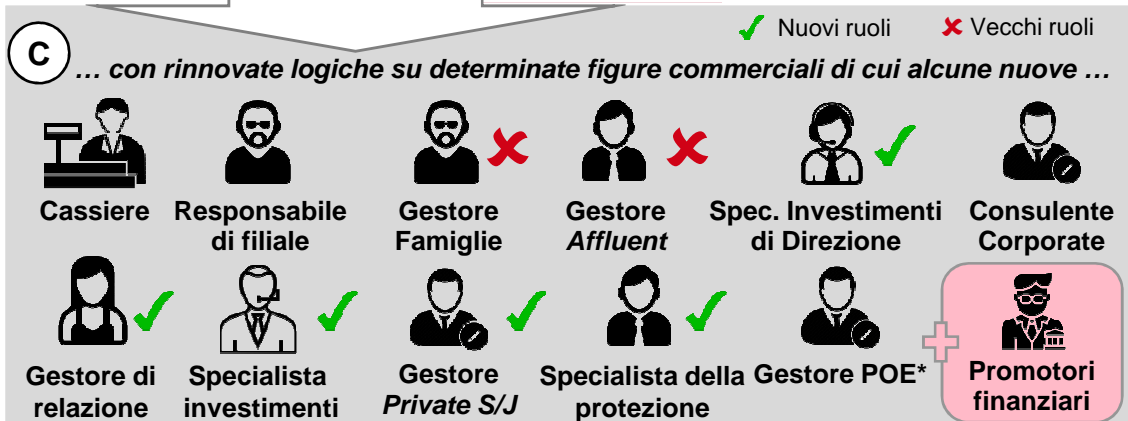 ✓ Nuovi ruoli ✗ Vecchi ruoli
C
… con rinnovate logiche su determinate figure commerciali di cui alcune nuove …
Cassiere
Responsabile
di filiale
Gestore
Famiglie
Gestore
Affluent
Spec. Investimenti
di Direzione
Consulente
Corporate
Gestore di
relazione
Specialista
investimenti
Gestore
Private S/J
Specialista della
protezione
Gestore POE*
Promotori
finanziari